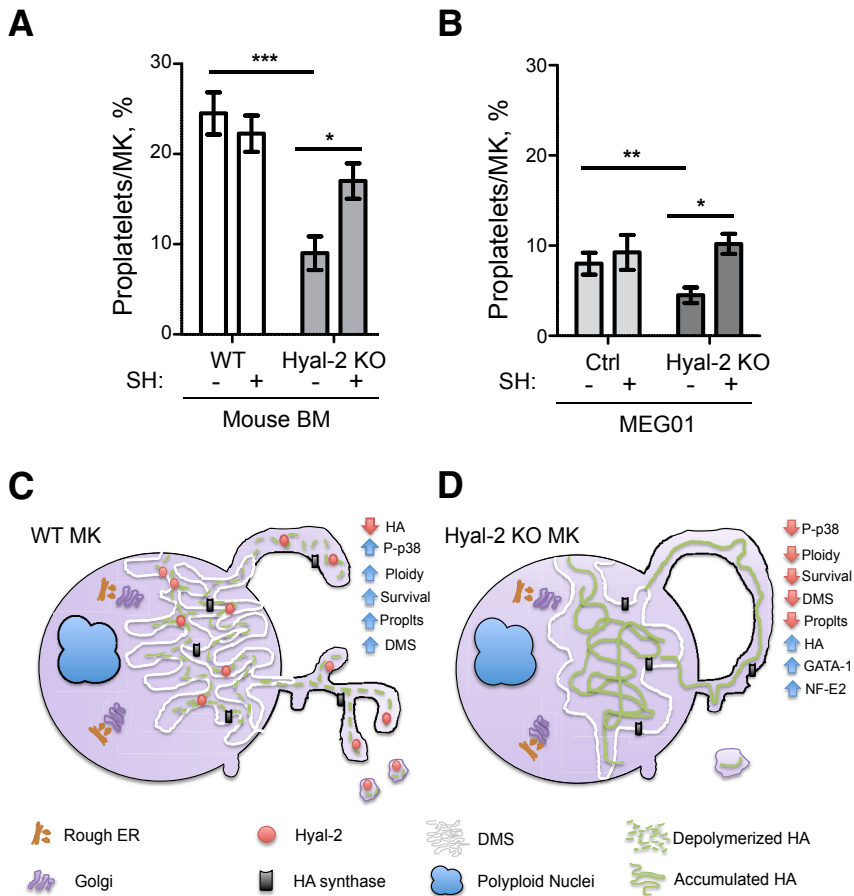 A
30
20
10
0
Proplatelets/MK, %
***
*
WT
Hyal-2 KO
SH: - + - +
Mouse BM
B
30
20
10
0
Proplatelets/MK, %
**
*
Ctrl
Hyal-2 KO
SH: - + - +
MEG01
C
WT MK
HA
P-p38
Ploidy
Survival
Proplts
DMS
D
Hyal-2 KO MK
P-p38
Ploidy
Survival
DMS
Proplts
HA
GATA-1
NF-E2
Rough ER
Hyal-2
DMS
Depolymerized HA
Golgi
HA synthase
Polyploid Nuclei
Accumulated HA